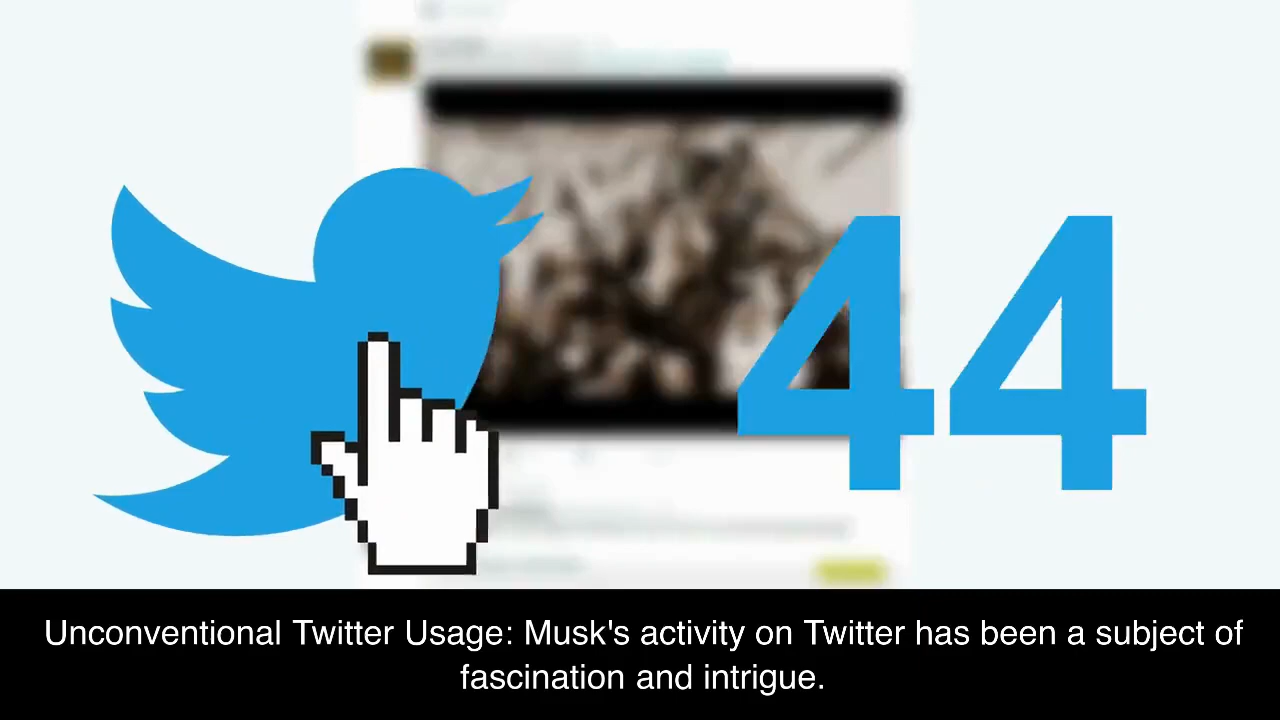 44
Unconventional Twitter Usage: Musk's activity on Twitter has been a subject of
fascination and intrigue.